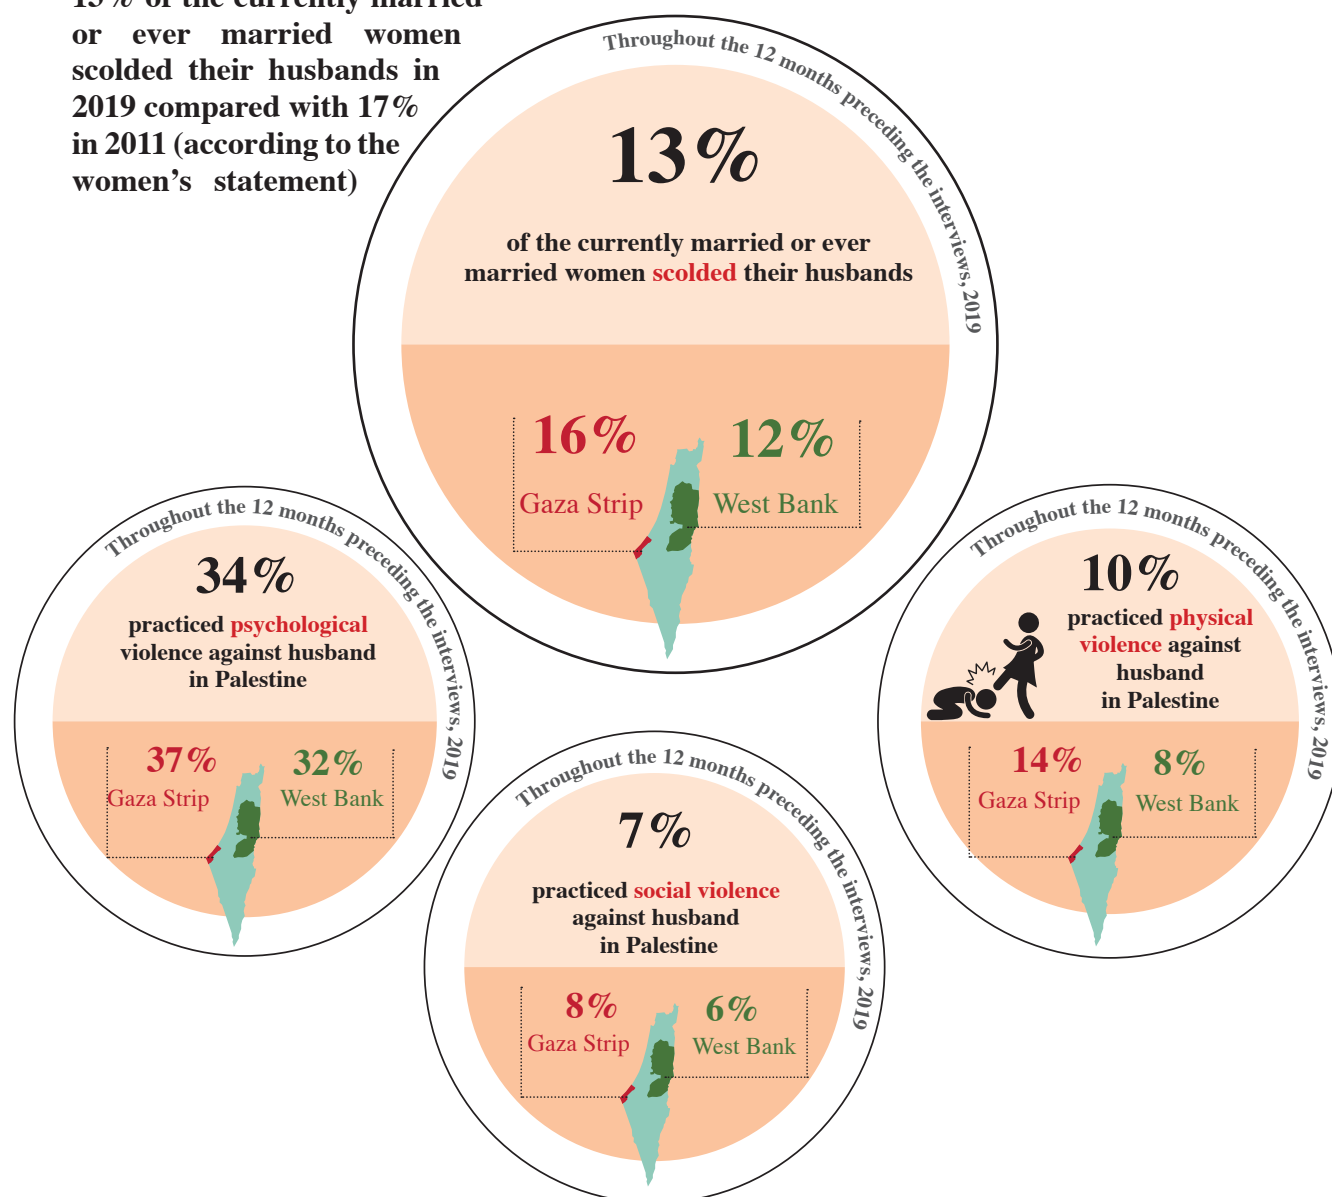 13% of the currently married
or ever married women
scolded their husbands in
2019 compared with 17%
in 2011 (according to the
women's statement)
Throughout the 12 months preceding the interviews, 2019
13%
of the currently married or ever
married women scolded their husbands
16%
Gaza Strip
12%
West Bank
Throughout the 12 months preceding the interviews, 2019
34%
practiced psychological
violence against husband
in Palestine
37%
Gaza Strip
32%
West Bank
Throughout the 12 months preceding the interviews, 2019
10%
practiced physical
violence against
husband
in Palestine
14%
Gaza Strip
8%
West Bank
Throughout the 12 months preceding the interviews, 2019
7%
practiced social violence
against husband
in Palestine
8%
Gaza Strip
6%
West Bank